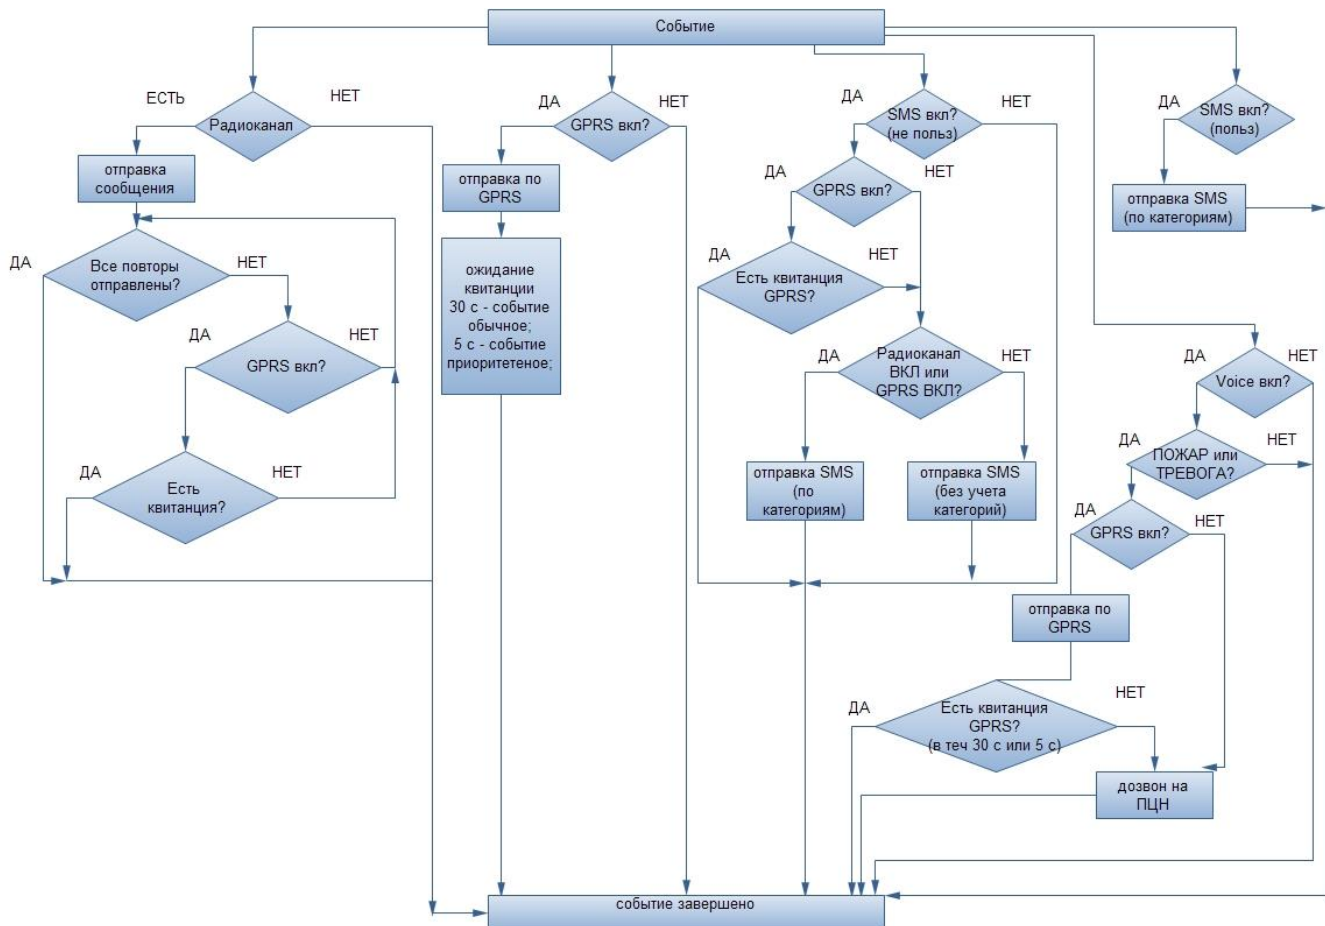 Событие
ЕСТЬ
НЕТ
Радиоканал
отправка
сообщения
ДА
Все повторы
отправлены?
НЕТ
ДА
НЕТ
GPRS вкл?
ДА
НЕТ
Есть
квитанция?
ДА
НЕТ
GPRS вкл?
отправка по
GPRS
ожидание
квитанции
30 с - событие
обычное;
5 с - событие
приоритетеное;
ДА
НЕТ
SMS вкл?
(не польз)
ДА
НЕТ
GPRS вкл?
ДА
НЕТ
Есть квитанция
GPRS?
ДА
НЕТ
Радиоканал
ВКЛ или
GPRS ВКЛ?
отправка SMS
(по
категориям)
отправка SMS
(без учета
категорий)
ДА
SMS вкл?
(польз)
отправка SMS
(по категориям)
ДА
НЕТ
Voice вкл?
ДА
НЕТ
ПОЖАР или
ТРЕВОГА?
ДА
НЕТ
GPRS вкл?
отправка по
GPRS
ДА
НЕТ
Есть квитанция
GPRS?
(в теч 30 с или 5 с)
дозвон на
ПЦН
событие завершено